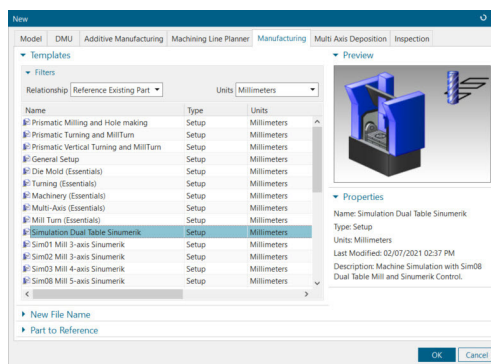 New
Model DMU Additive Manufacturing Machining Line Planner Manufacturing Multi Axis Deposition Inspection
Templates
Filters
Relationship Reference Existing Part Units Millimeters
Name Type Units
Prismatic Milling and Hole making Setup Millimeters
Prismatic Turning and MillTurn Setup Millimeters
Prismatic Vertical Turning and MillTurn Setup Millimeters
General Setup Setup Millimeters
Die Mold (Essentials) Setup Millimeters
Turning (Essentials) Setup Millimeters
Machinery (Essentials) Setup Millimeters
Multi-Axis (Essentials) Setup Millimeters
Mill Turn (Essentials) Setup Millimeters
Simulation Dual Table Sinumerik Setup Millimeters
Sim01 Mill 3-axis Sinumerik Setup Millimeters
Sim02 Mill 3-axis Sinumerik Setup Millimeters
Sim03 Mill 4-axis Sinumerik Setup Millimeters
Sim08 Mill 5-axis Sinumerik Setup Millimeters
New File Name
Part to Reference
Preview
Properties
Name: Simulation Dual Table Sinumerik
Type: Setup
Units: Millimeters
Last Modified: 02/07/2021 02:37 PM
Description: Machine Simulation with Sim08
Dual Table Mill and Sinumerik Control.
OK Cancel